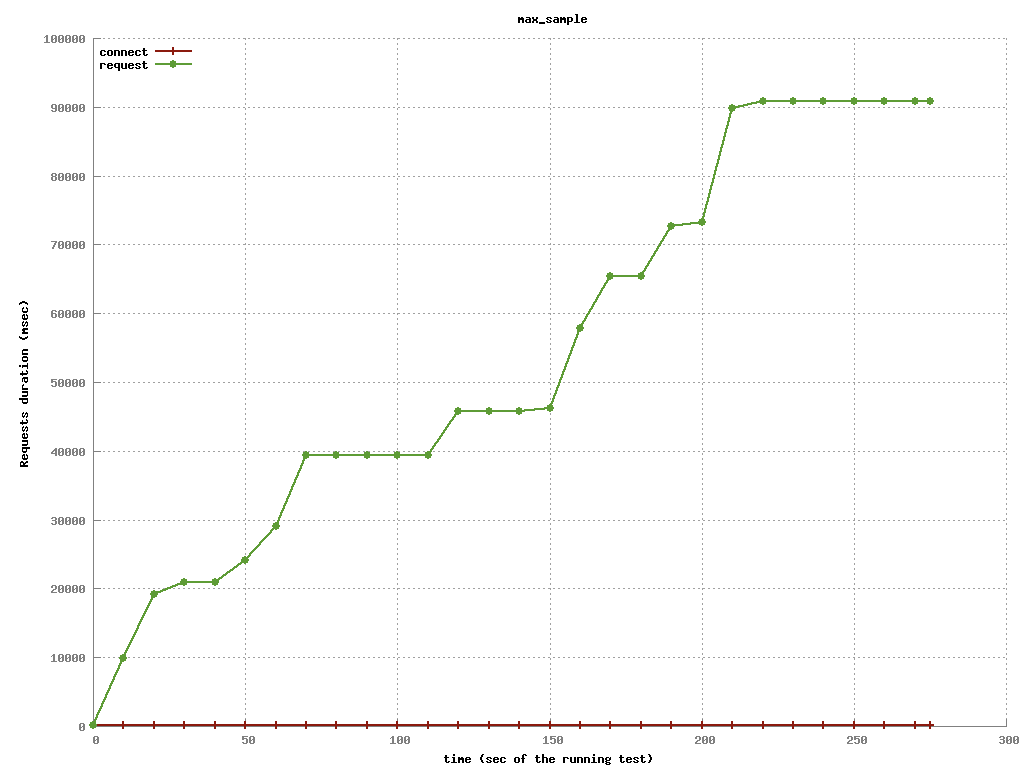 max_sample
100000
connect
request
90000
80000
70000
60000
50000
40000
30000
20000
10000
0
Requests duration (msec)
0 50 100 150 200 250 300
time (sec of the running test)